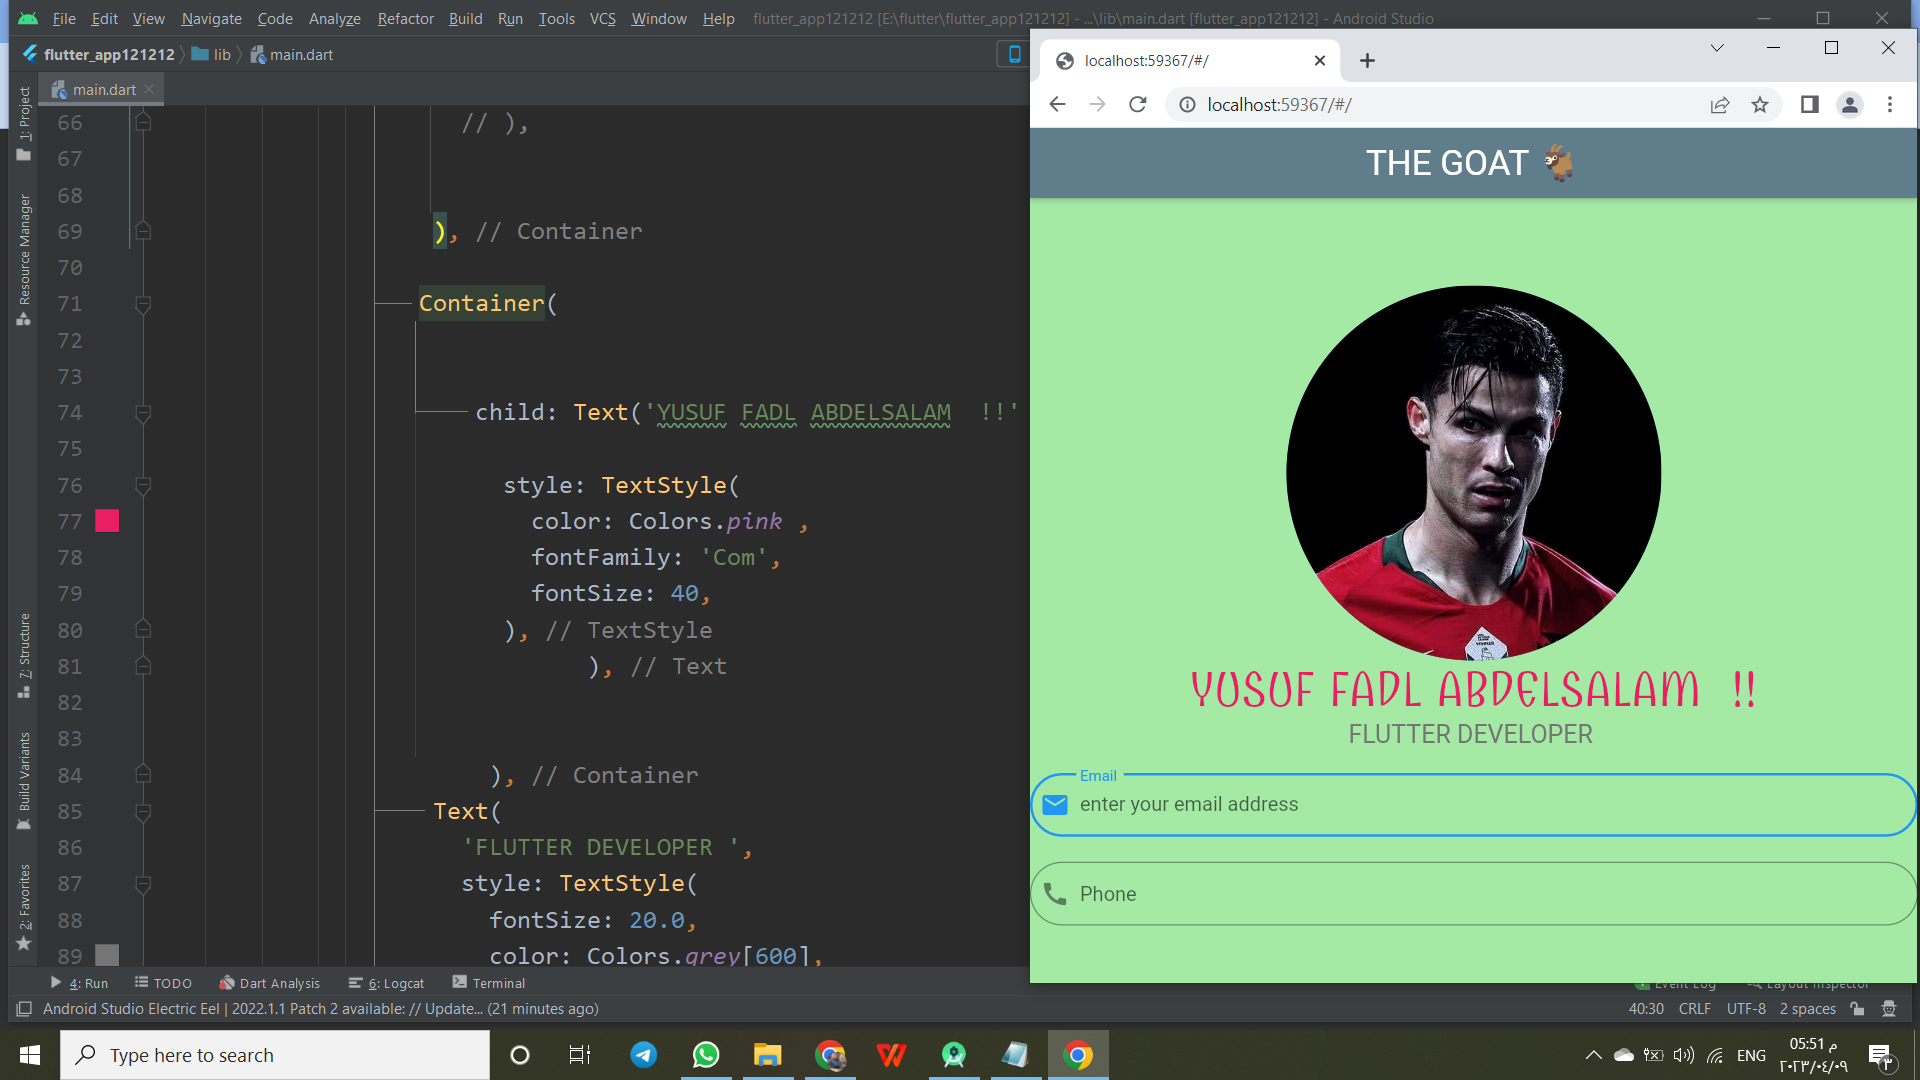 File Edit View Navigate Code Analyze Refactor Build Run Tools VCS Window Help flutter_app121212 [E:\flutter\flutter_app121212] - ...\lib\main.dart [flutter_app121212] - Android Studio
flutter_app121212 lib main.dart
main.dart
1: Project
Resource Manager
7: Structure
Build Variants
2: Favorites
66 // ),
67
68
69 ), // Container
70
71 Container(
72
73
74 child: Text('YUSUF FADL ABDELSALAM  !!'
75
76 style: TextStyle(
77 color: Colors.pink ,
78 fontFamily: 'Com',
79 fontSize: 40,
80 ), // TextStyle
81 ), // Text
82
83
84 ), // Container
85 Text(
86 'FLUTTER DEVELOPER ',
87 style: TextStyle(
88 fontSize: 20.0,
89 color: Colors.grey[600],
localhost:59367/#/
localhost:59367/#/
THE GOAT 🐐
YUSUF FADL ABDELSALAM  !!
FLUTTER DEVELOPER
Email
enter your email address
Phone
4: Run TODO Dart Analysis 6: Logcat Terminal Event Log Layout Inspector
Android Studio Electric Eel | 2022.1.1 Patch 2 available: // Update... (21 minutes ago) 40:30 CRLF UTF-8 2 spaces
Type here to search
ENG
05:51 م
٢٠٢٣/٠٤/٠٩
٣